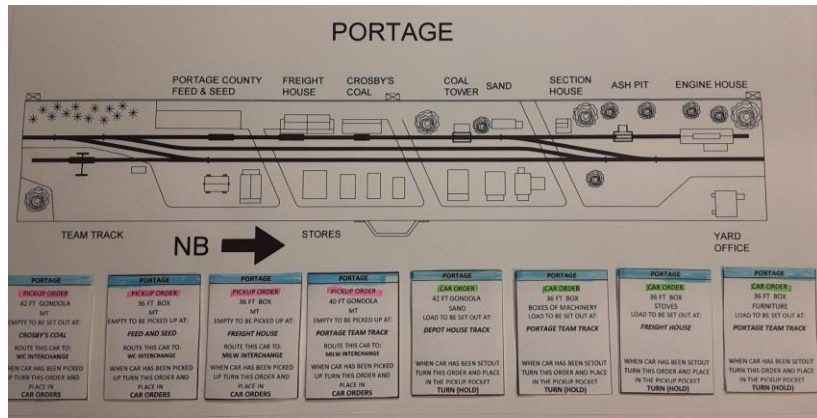 PORTAGE
PORTAGE COUNTY
FEED & SEED
FREIGHT
HOUSE
CROSBY'S
COAL
COAL
TOWER
SAND
SECTION
HOUSE
ASH PIT
ENGINE HOUSE
TEAM TRACK
NB
STORES
YARD
OFFICE
PORTAGE
PICKUP ORDER
42 FT GONDOLA
MT
EMPTY TO BE PICKED UP AT:
CROSBY'S COAL
ROUTE THIS CAR TO:
WC INTERCHANGE
WHEN CAR HAS BEEN PICKED
UP TURN THIS ORDER AND
PLACE IN
CAR ORDERS
PORTAGE
PICKUP ORDER
36 FT BOX
MT
EMPTY TO BE PICKED UP AT:
FEED AND SEED
ROUTE THIS CAR TO:
WC INTERCHANGE
WHEN CAR HAS BEEN PICKED
UP TURN THIS ORDER AND
PLACE IN
CAR ORDERS
PORTAGE
PICKUP ORDER
36 FT BOX
MT
EMPTY TO BE PICKED UP AT:
FREIGHT HOUSE
ROUTE THIS CAR TO:
MILW INTERCHANGE
WHEN CAR HAS BEEN PICKED
UP TURN THIS ORDER AND
PLACE IN
CAR ORDERS
PORTAGE
PICKUP ORDER
40 FT GONDOLA
MT
EMPTY TO BE PICKED UP AT:
PORTAGE TEAM TRACK
ROUTE THIS CAR TO:
MILW INTERCHANGE
WHEN CAR HAS BEEN PICKED
UP TURN THIS ORDER AND
PLACE IN
CAR ORDERS
PORTAGE
CAR ORDER
42 FT GONDOLA
SAND
LOAD TO BE SET OUT AT:
DEPOT HOUSE TRACK
WHEN CAR HAS BEEN SETOUT
TURN THIS ORDER AND PLACE
IN THE PICKUP POCKET
TURN (HOLD)
PORTAGE
CAR ORDER
36 FT BOX
BOXES OF MACHINERY
LOAD TO BE SET OUT AT:
PORTAGE TEAM TRACK
WHEN CAR HAS BEEN SETOUT
TURN THIS ORDER AND PLACE
IN THE PICKUP POCKET
TURN (HOLD)
PORTAGE
CAR ORDER
36 FT BOX
STOVES
LOAD TO BE SET OUT AT:
FREIGHT HOUSE
WHEN CAR HAS BEEN SETOUT
TURN THIS ORDER AND PLACE
IN THE PICKUP POCKET
TURN (HOLD)
PORTAGE
CAR ORDER
36 FT BOX
FURNITURE
LOAD TO BE SET OUT AT:
PORTAGE TEAM TRACK
WHEN CAR HAS BEEN SETOUT
TURN THIS ORDER AND PLACE
IN THE PICKUP POCKET
TURN (HOLD)